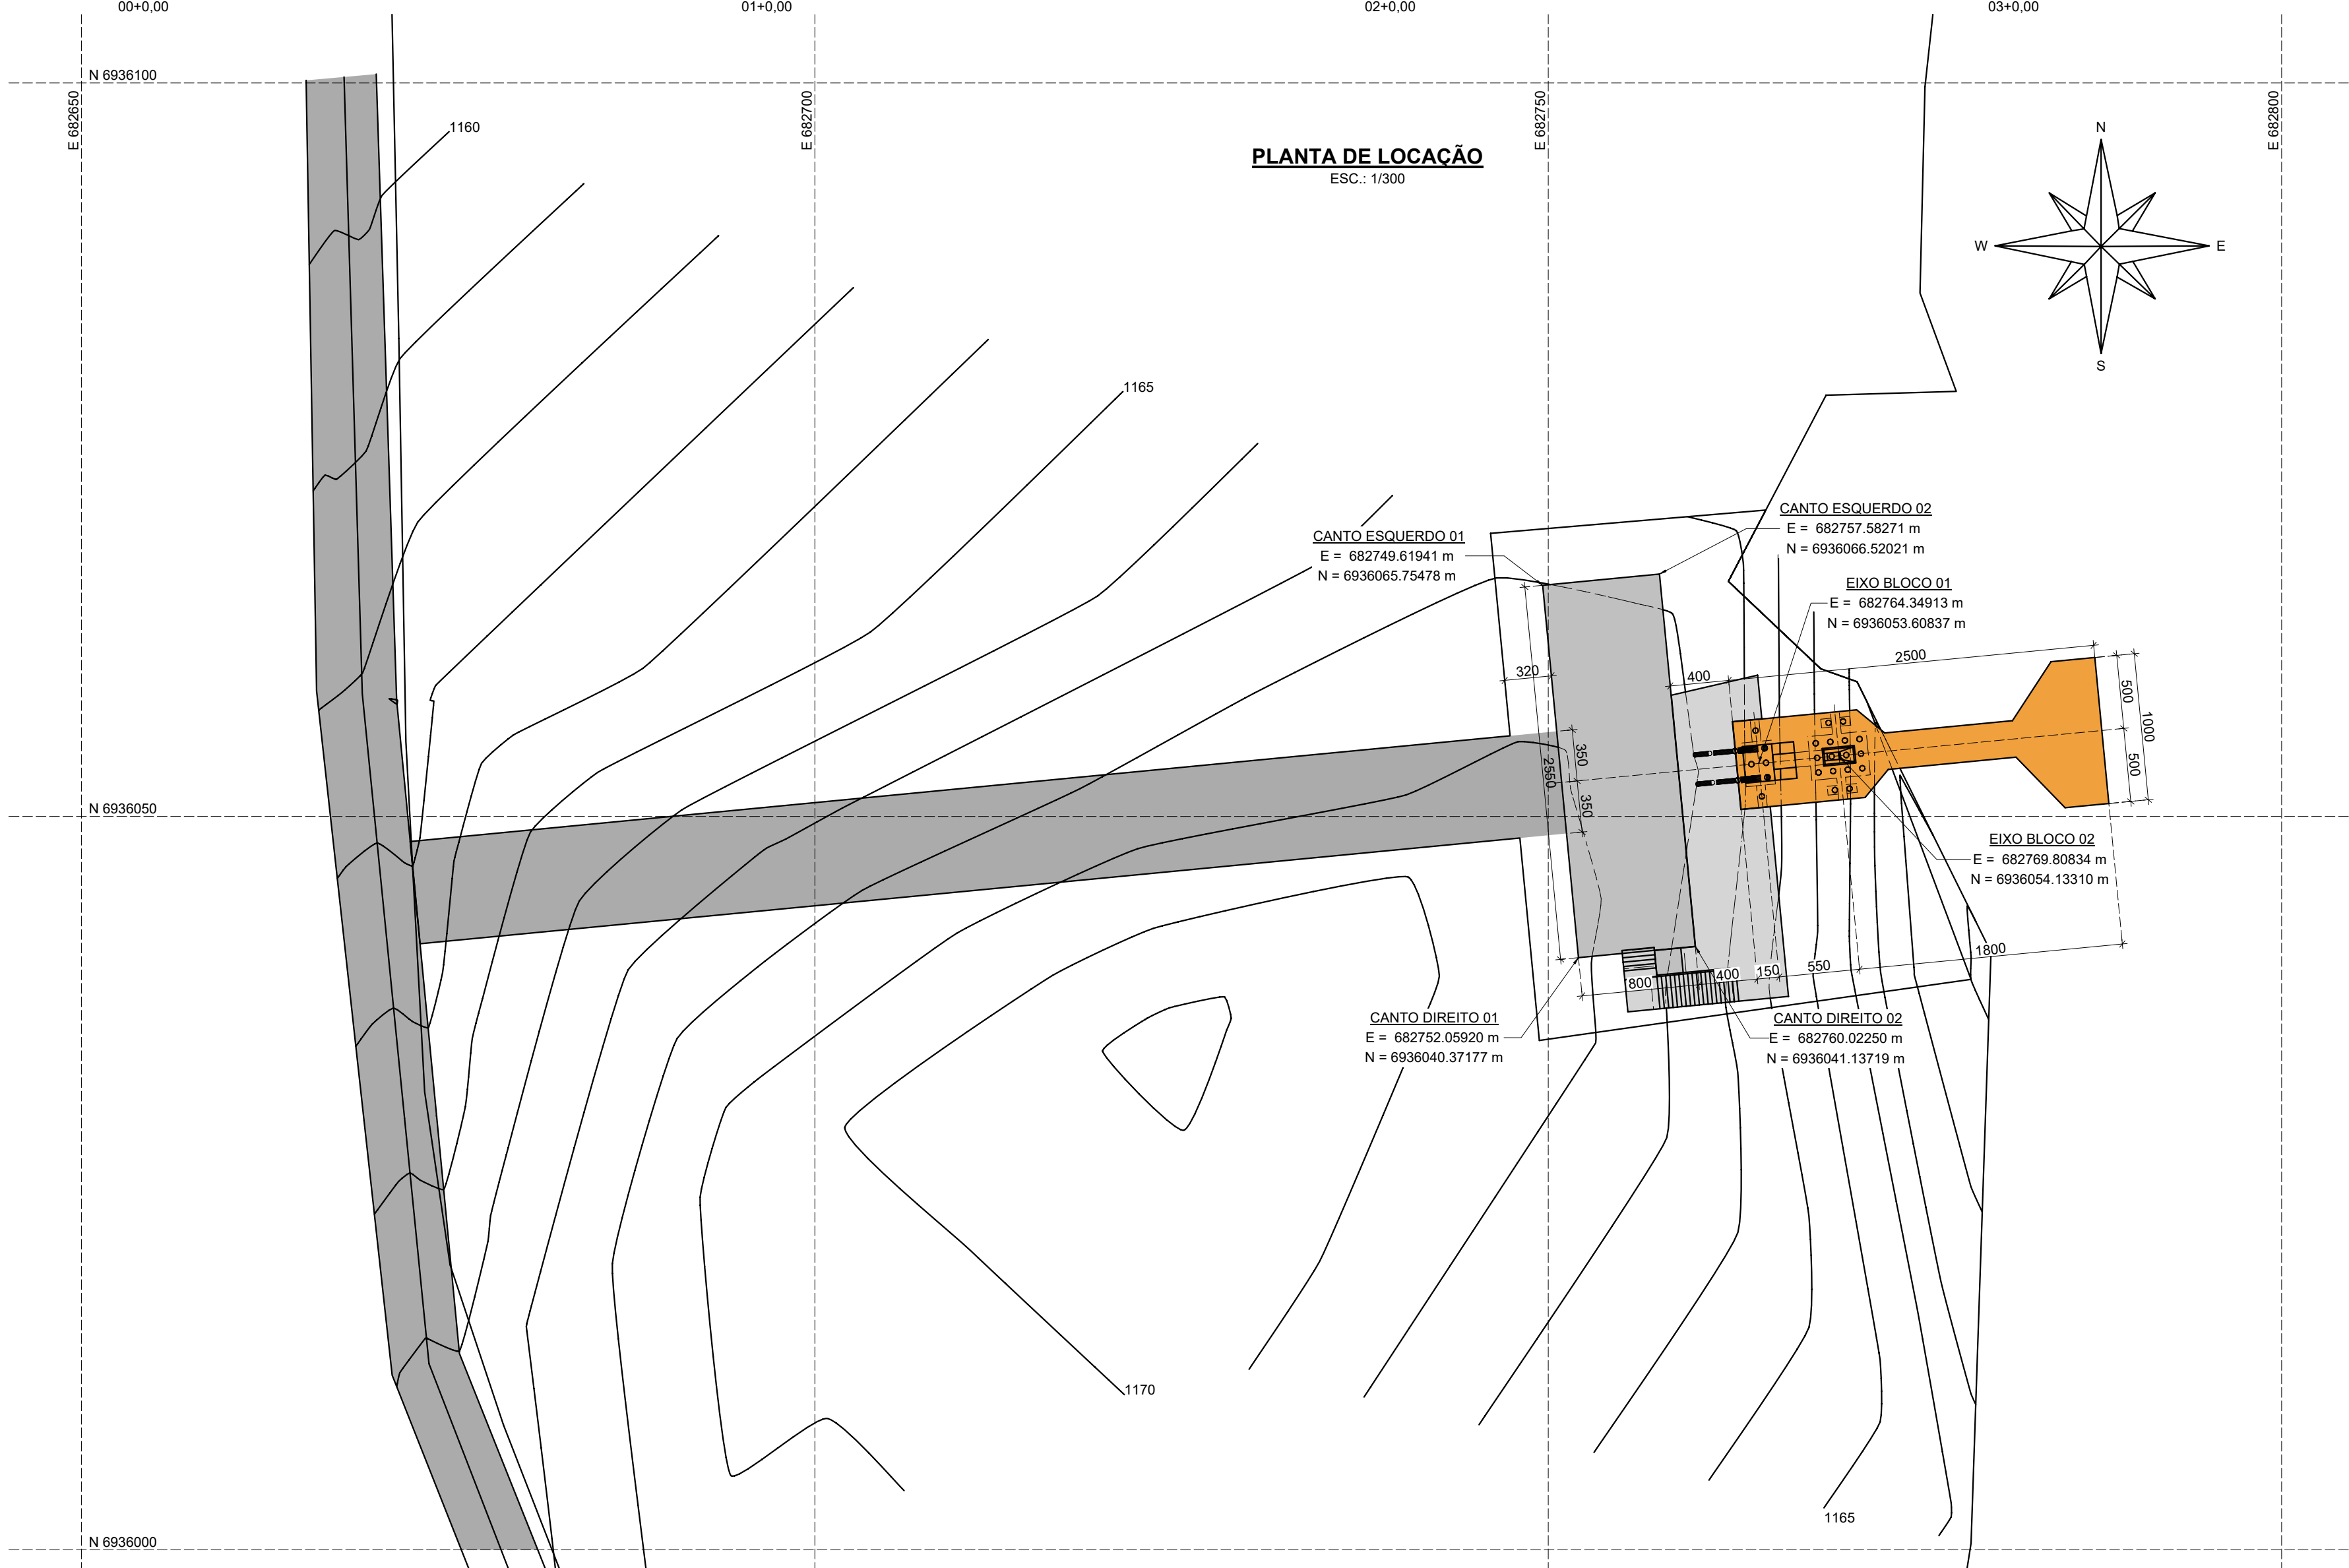 00+0,00
01+0,00
02+0,00
03+0,00
N 6936100
E 682650
E 682700
E 682750
E 682800
1160
PLANTA DE LOCAÇÃO
ESC.: 1/300
N
W
E
S
1165
CANTO ESQUERDO 01
E = 682749.61941 m
N = 6936065.75478 m
CANTO ESQUERDO 02
E = 682757.58271 m
N = 6936066.52021 m
EIXO BLOCO 01
E = 682764.34913 m
N = 6936053.60837 m
2500
320
400
500
1000
500
350
2550
350
N 6936050
EIXO BLOCO 02
E = 682769.80834 m
N = 6936054.13310 m
1800
550
150
400
800
CANTO DIREITO 01
E = 682752.05920 m
N = 6936040.37177 m
CANTO DIREITO 02
E = 682760.02250 m
N = 6936041.13719 m
1170
1165
N 6936000